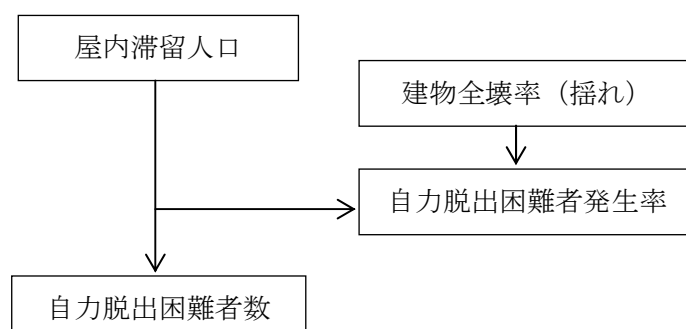 屋内滞留人口
建物全壊率（揺れ）
自力脱出困難者発生率
自力脱出困難者数